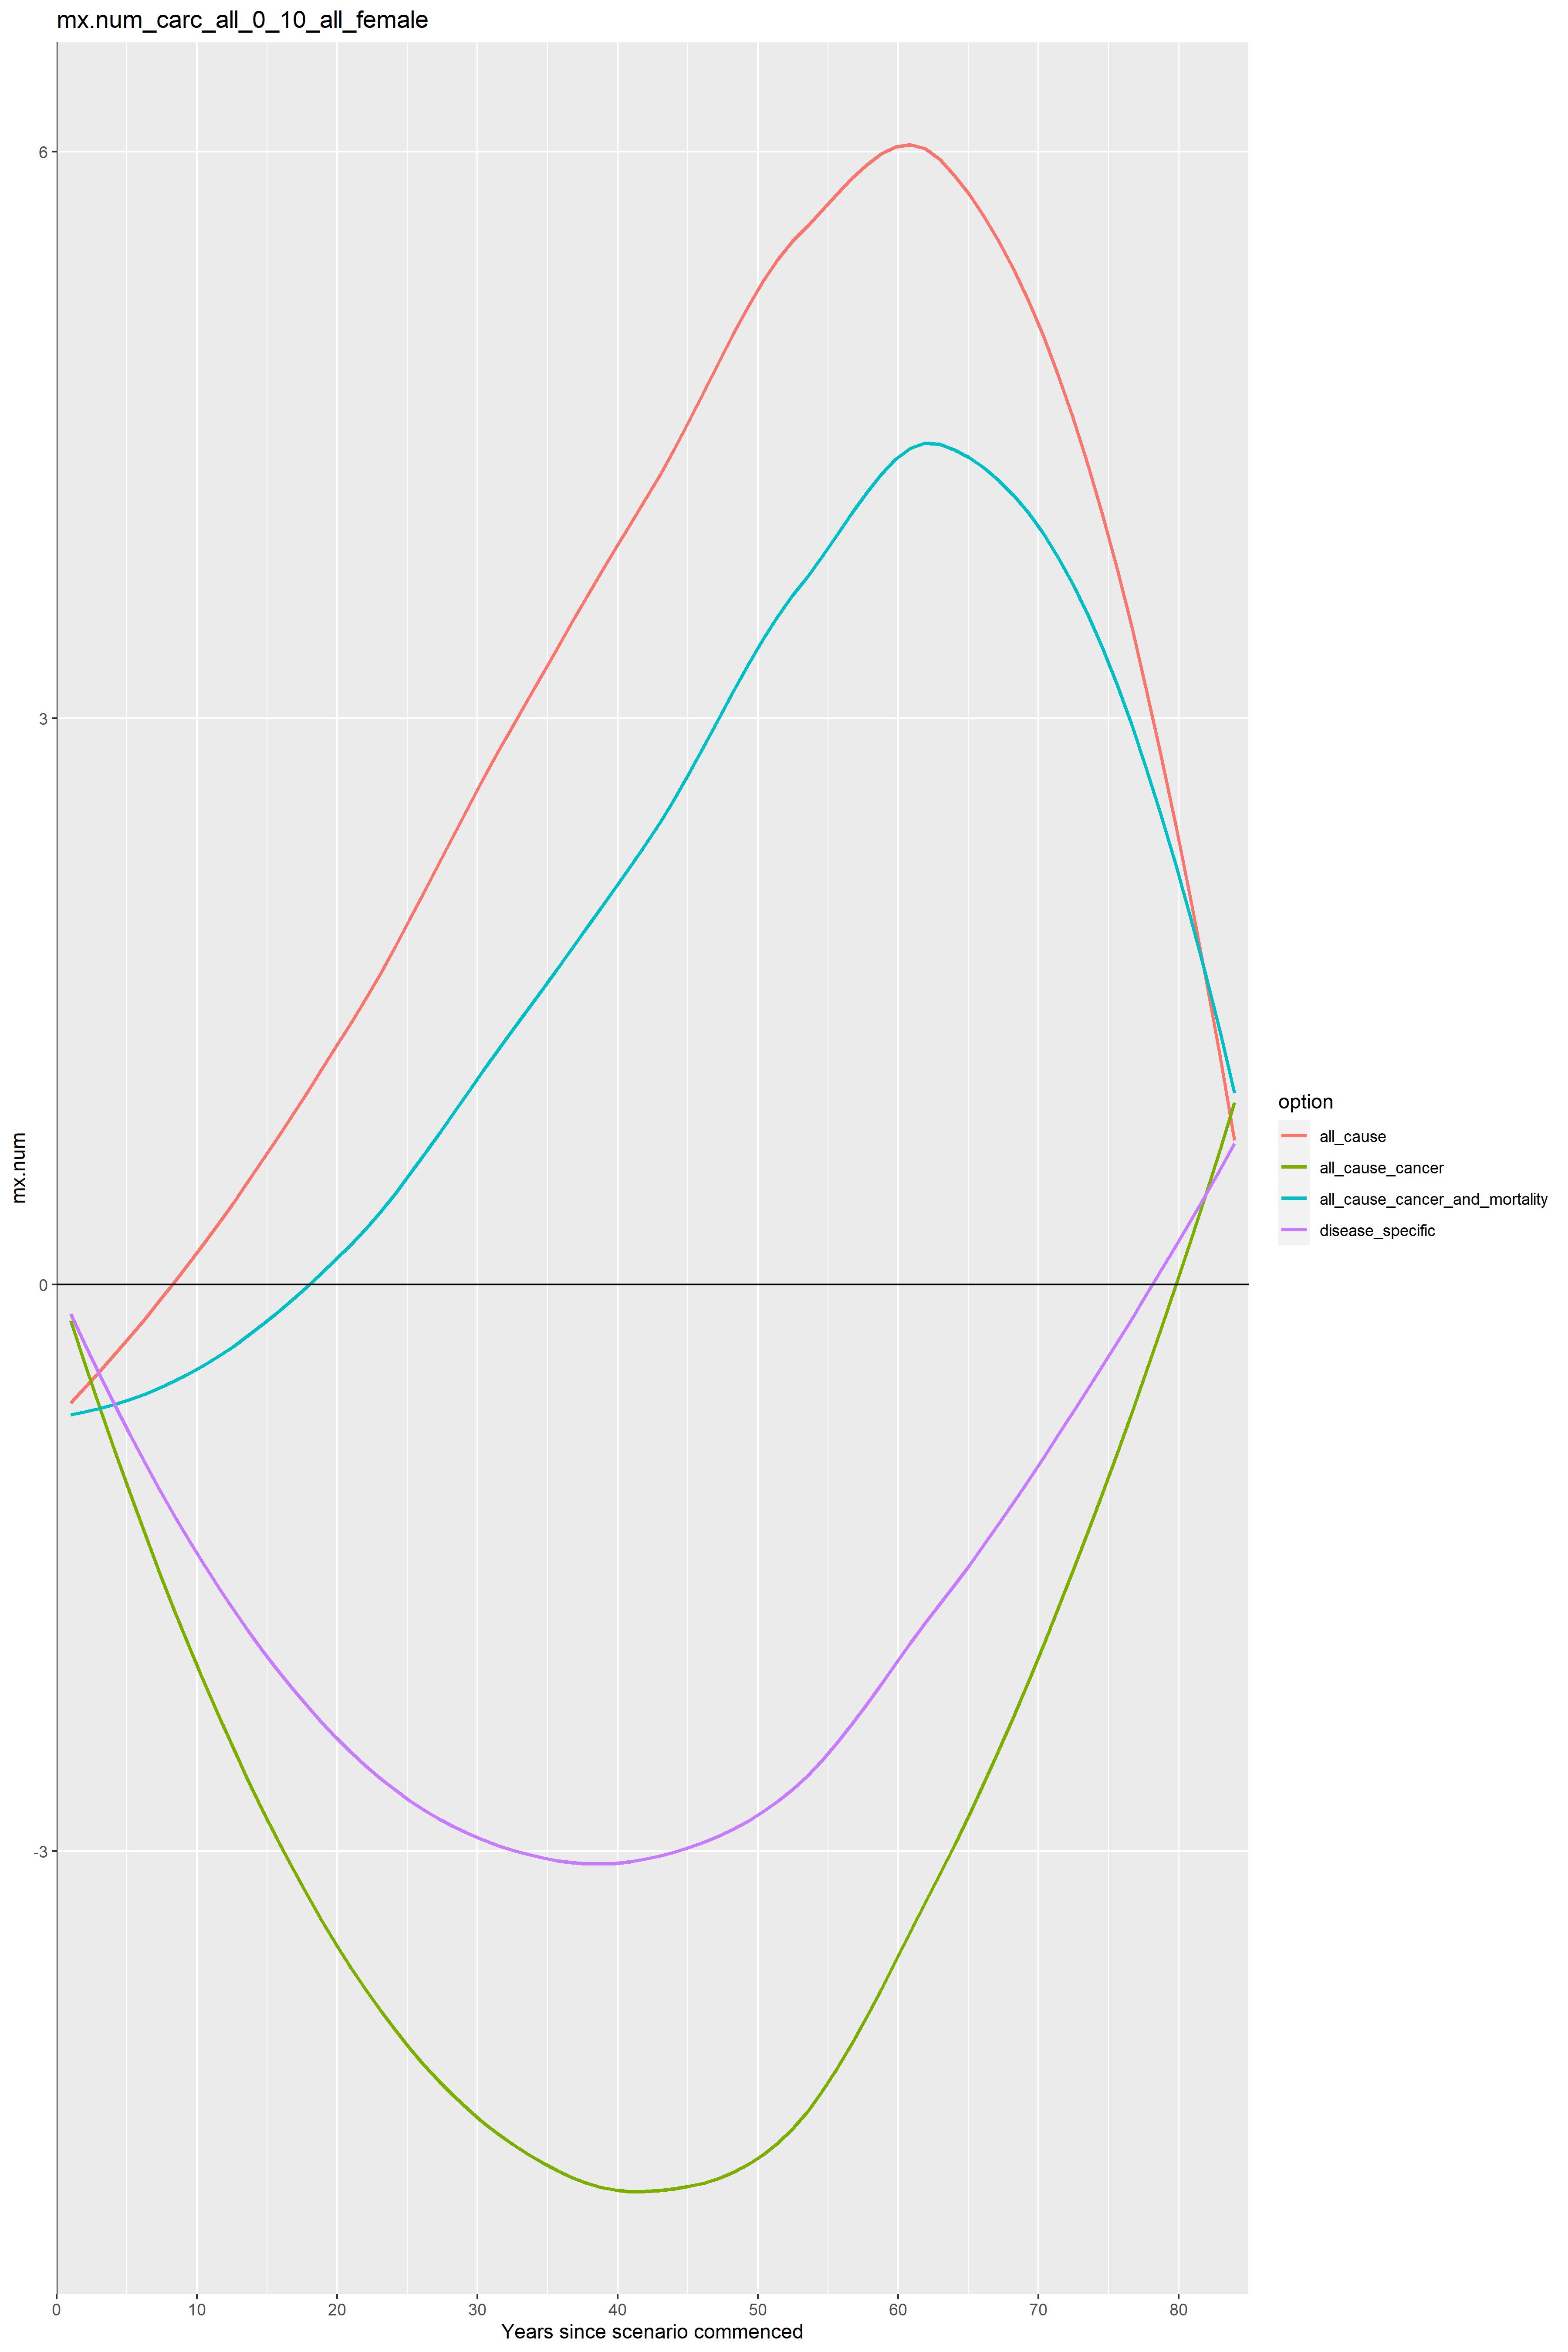 mx.num_carc_all_0_10_all_female
6
3
0
-3
mx.num
0 10 20 30 40 50 60 70 80
Years since scenario commenced
option
all_cause
all_cause_cancer
all_cause_cancer_and_mortality
disease_specific